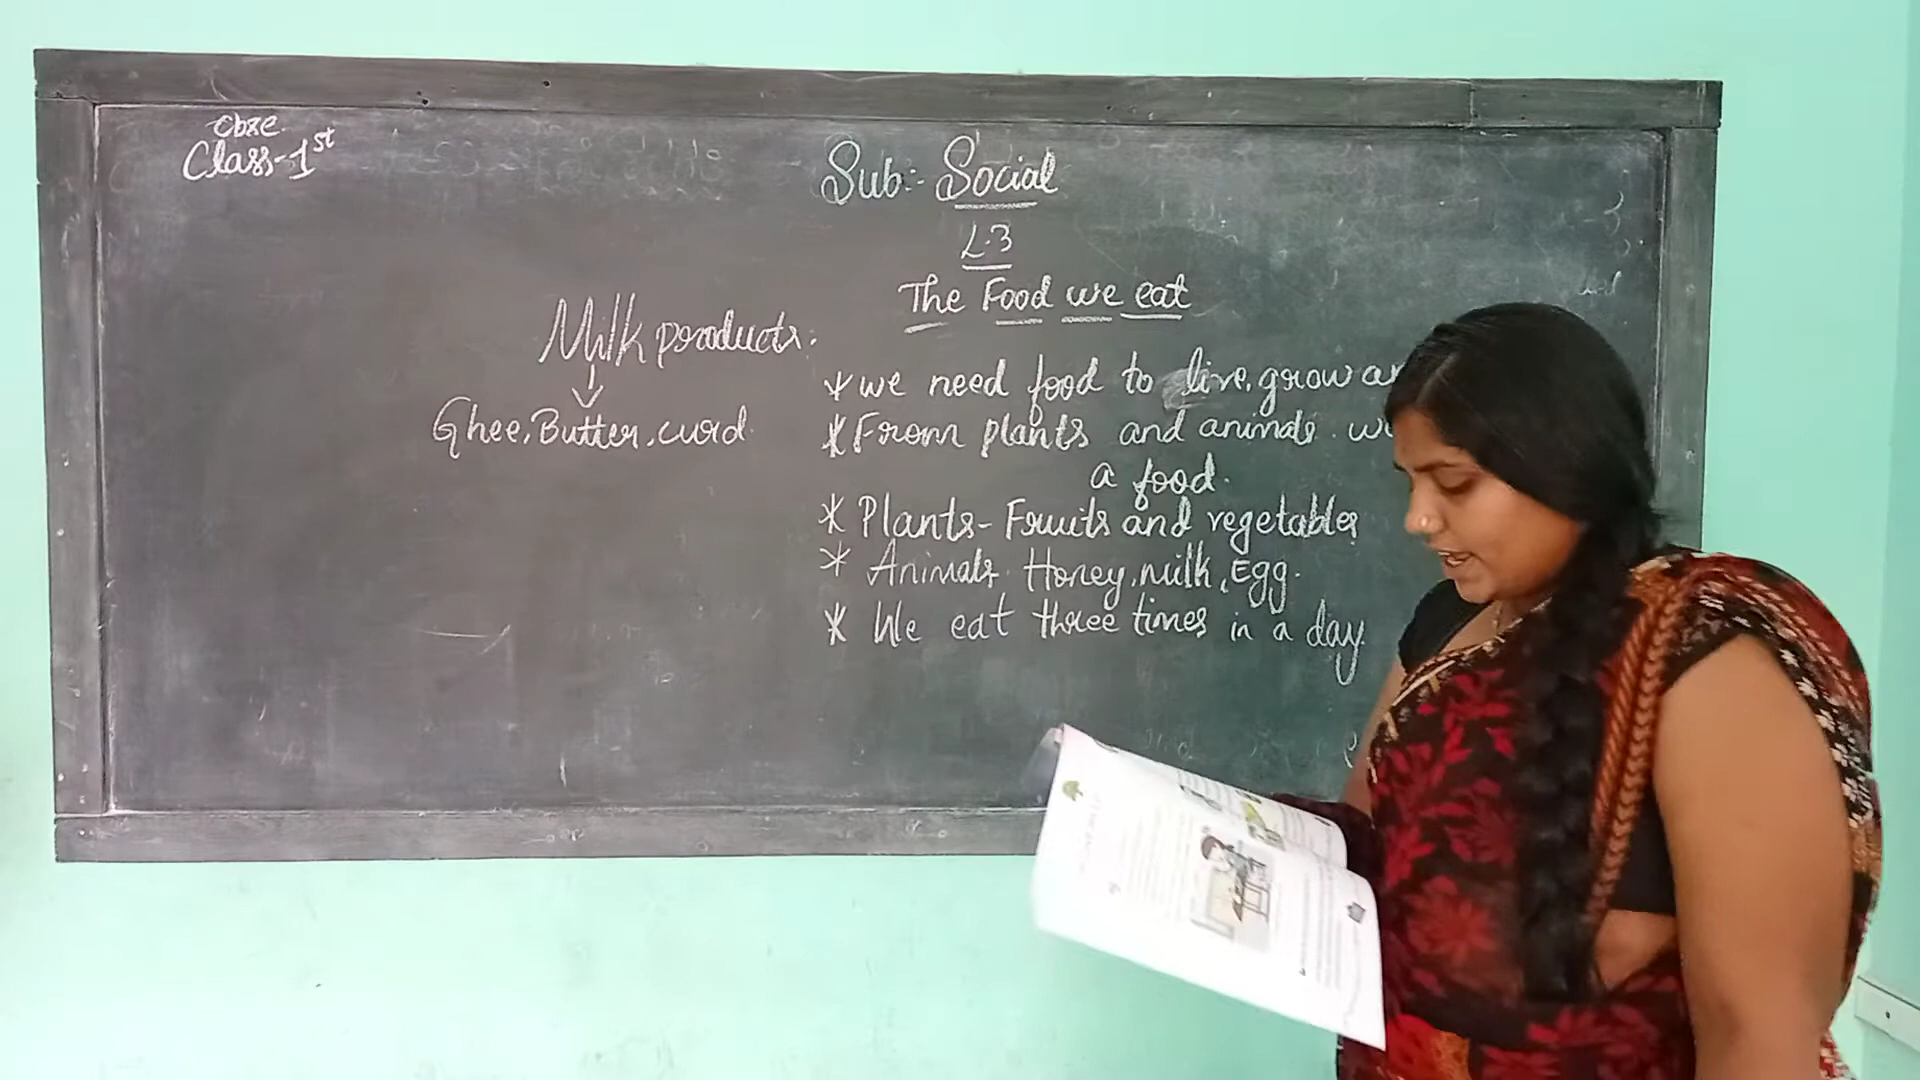 cbse
Class-1st
Sub:- Social
L.3
The Food we eat
Milk products:
Ghee, Butter, curd.
* we need food to live, grow
* From plants and animals. we
a food.
* Plants- Fruits and vegetables
* Animals. Honey, milk, Egg.
* We eat three times in a day.